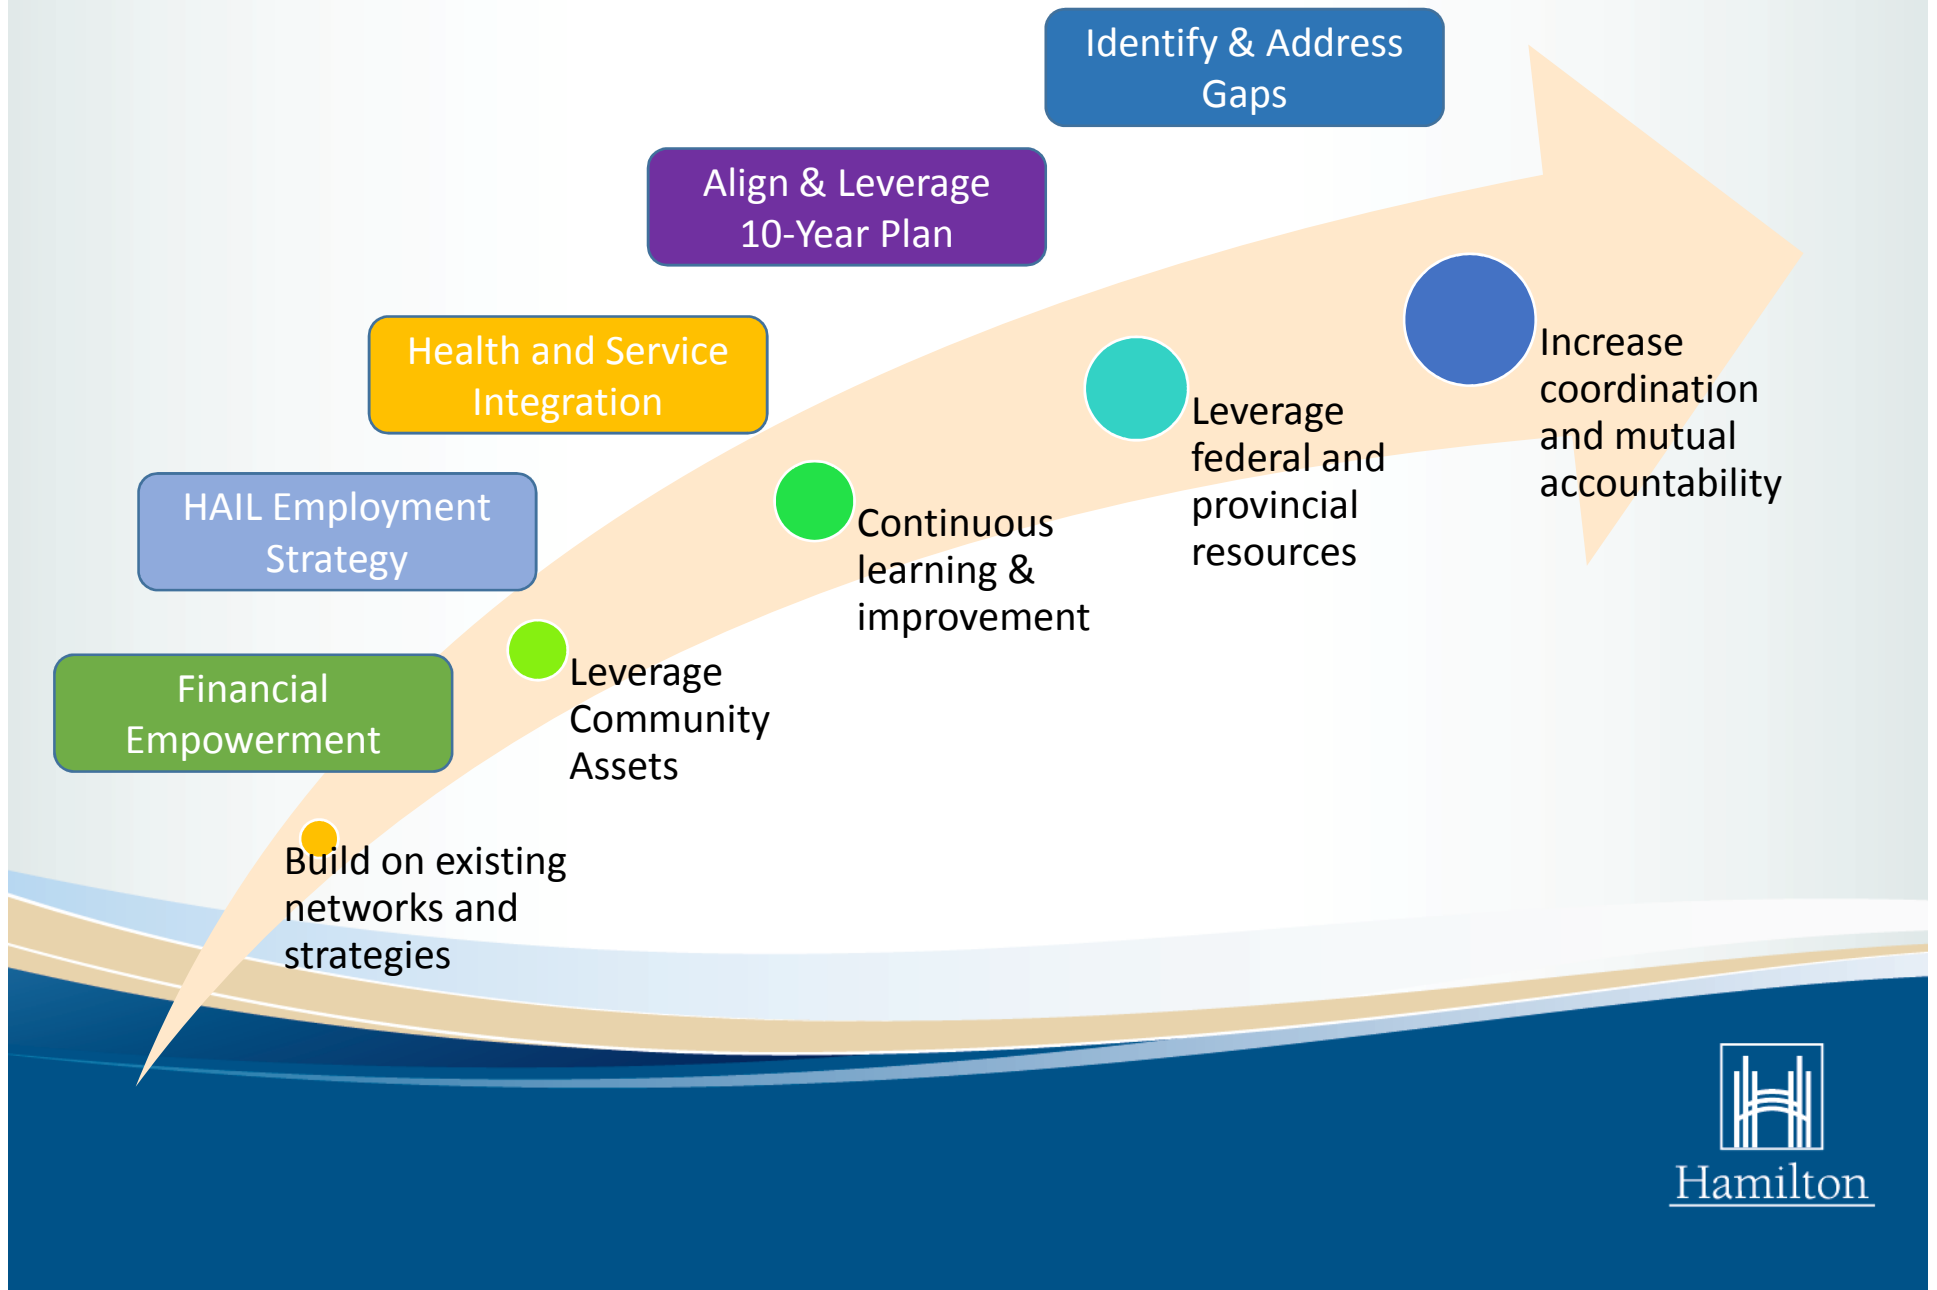 Identify & Address
Gaps
Align & Leverage
10-Year Plan
Health and Service
Integration
HAIL Employment
Strategy
Financial
Empowerment
Build on existing
networks and
strategies
Leverage
Community
Assets
Continuous
learning &
improvement
Leverage
federal and
provincial
resources
Increase
coordination
and mutual
accountability
Hamilton